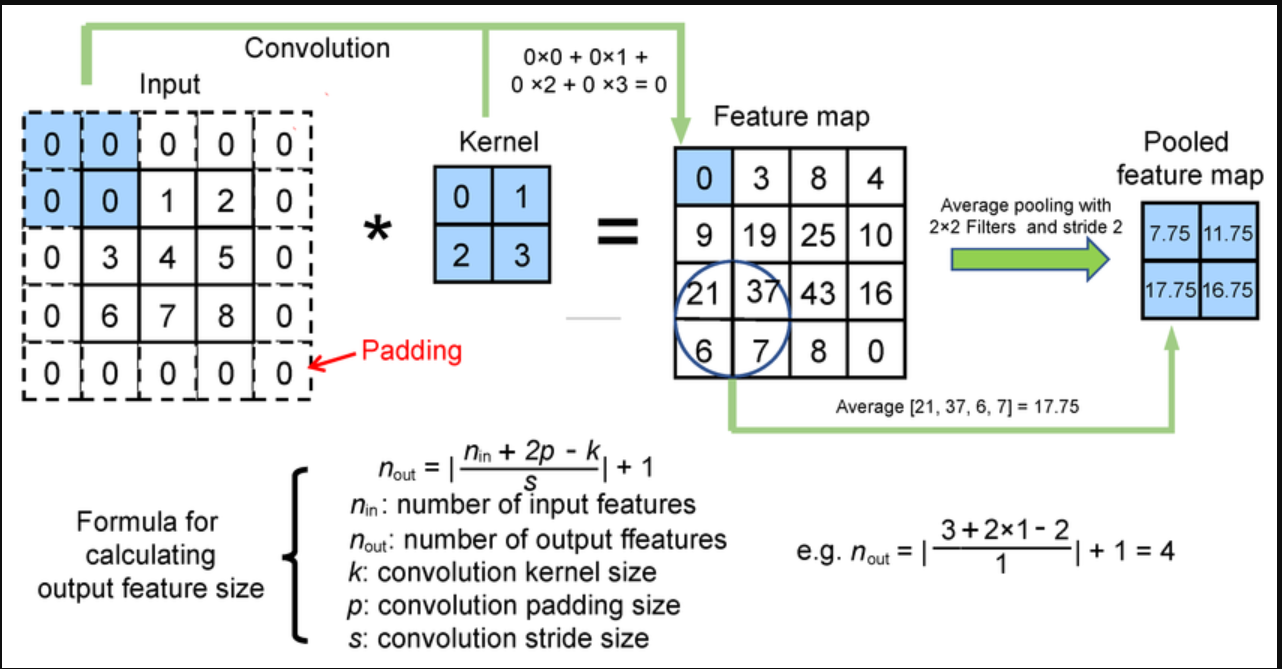 Convolution
0×0 + 0×1 +
0 ×2 + 0 ×3 = 0
Input
0 0 0 0 0
0 0 1 2 0
0 3 4 5 0
0 6 7 8 0
0 0 0 0 0
Padding
*
Kernel
0 1
2 3
=
Feature map
0 3 8 4
9 19 25 10
21 37 43 16
6 7 8 0
Average pooling with
2×2 Filters and stride 2
Pooled
feature map
7.75 11.75
17.75 16.75
Average [21, 37, 6, 7] = 17.75
Formula for
calculating
output feature size
n_out = |(n_in + 2p - k)/s| + 1
n_in: number of input features
n_out: number of output ffeatures
k: convolution kernel size
p: convolution padding size
s: convolution stride size
e.g. n_out = |(3+2×1- 2)/1| + 1 = 4